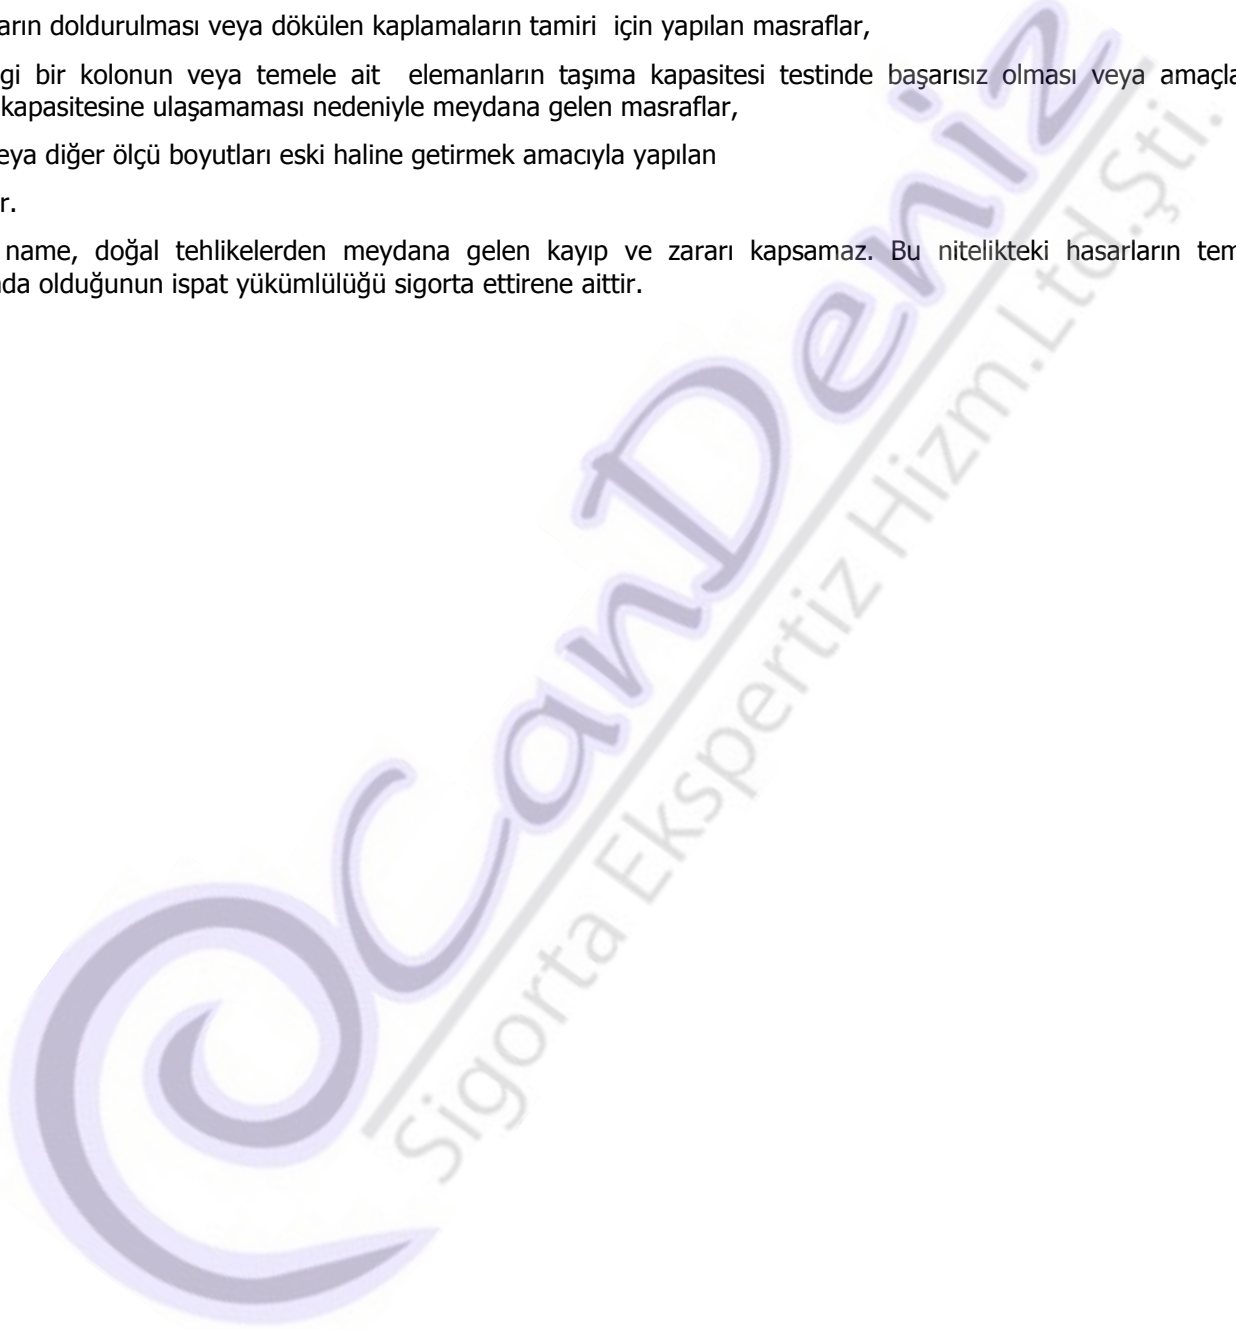 arın doldurulması veya dökülen kaplamaların tamiri için yapılan masraflar,
gi bir kolonun veya temele ait elemanların taşıma kapasitesi testinde başarısız olması veya amaçla
kapasitesine ulaşamaması nedeniyle meydana gelen masraflar,
eya diğer ölçü boyutları eski haline getirmek amacıyla yapılan
r.
name, doğal tehlikelerden meydana gelen kayıp ve zararı kapsamaz. Bu nitelikteki hasarların tem
nda olduğunun ispat yükümlülüğü sigorta ettirene aittir.
CanDeniz
Sigorta Ekspertiz Hizm.Ltd.Şti.